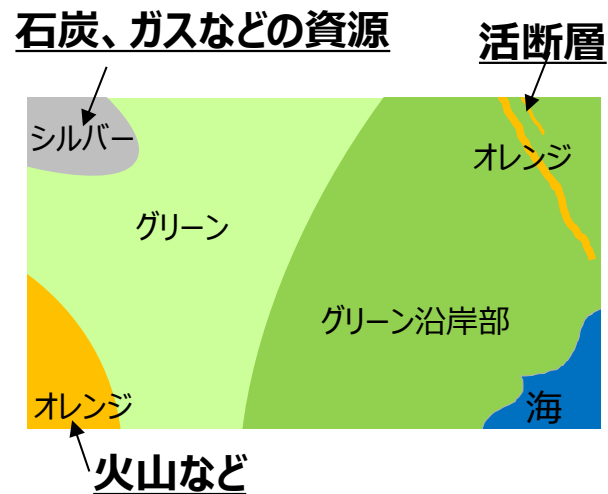 石炭、ガスなどの資源
活断層
シルバー
オレンジ
グリーン
グリーン沿岸部
オレンジ
海
火山など